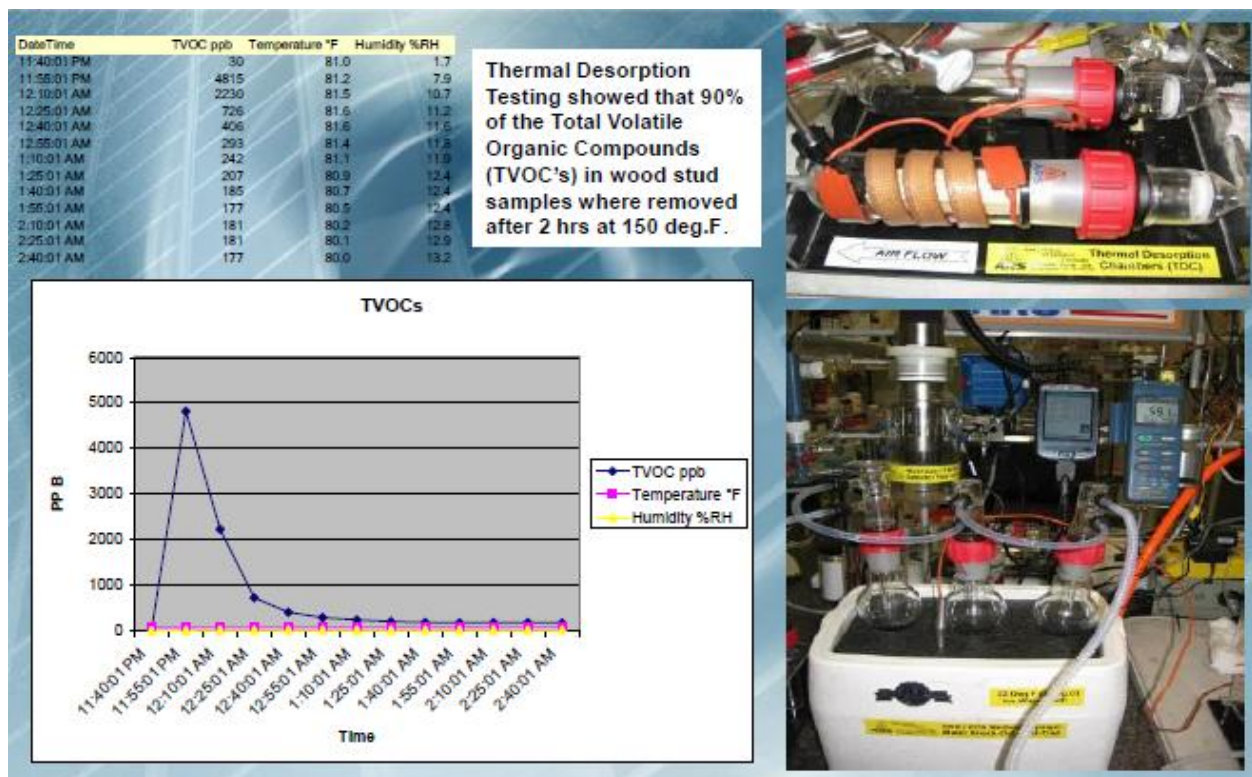 DateTime TVOC ppb Temperature °F Humidity %RH
11:40:01 PM 30 81.0 1.7
11:55:01 PM 4815 81.2 7.9
12:10:01 AM 2230 81.5 10.7
12:25:01 AM 726 81.6 11.2
12:40:01 AM 406 81.6 11.6
12:55:01 AM 293 81.4 11.8
1:10:01 AM 242 81.1 11.9
1:25:01 AM 207 80.9 12.4
1:40:01 AM 185 80.7 12.4
1:55:01 AM 177 80.5 12.4
2:10:01 AM 181 80.2 12.8
2:25:01 AM 181 80.1 12.9
2:40:01 AM 177 80.0 13.2
Thermal Desorption
Testing showed that 90%
of the Total Volatile
Organic Compounds
(TVOC's) in wood stud
samples where removed
after 2 hrs at 150 deg.F.
AIR FLOW
Thermal Desorption
Chambers (TDC)
TVOCs
PP B
6000
5000
4000
3000
2000
1000
0
11:40:01 PM
11:55:01 PM
12:10:01 AM
12:25:01 AM
12:40:01 AM
12:55:01 AM
1:10:01 AM
1:25:01 AM
1:40:01 AM
1:55:01 AM
2:10:01 AM
2:25:01 AM
2:40:01 AM
Time
TVOC ppb
Temperature °F
Humidity %RH